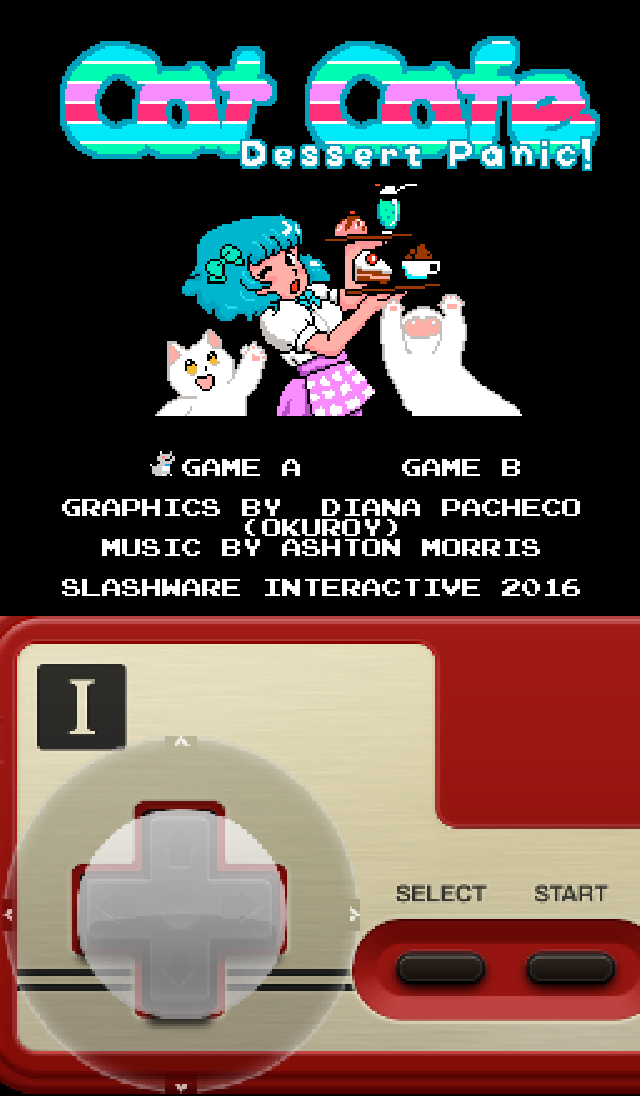 Cat Cafe
Dessert Panic!
GAME A GAME B
GRAPHICS BY DIANA PACHECO
(OKUROY)
MUSIC BY ASHTON MORRIS
SLASHWARE INTERACTIVE 2016
I
SELECT START